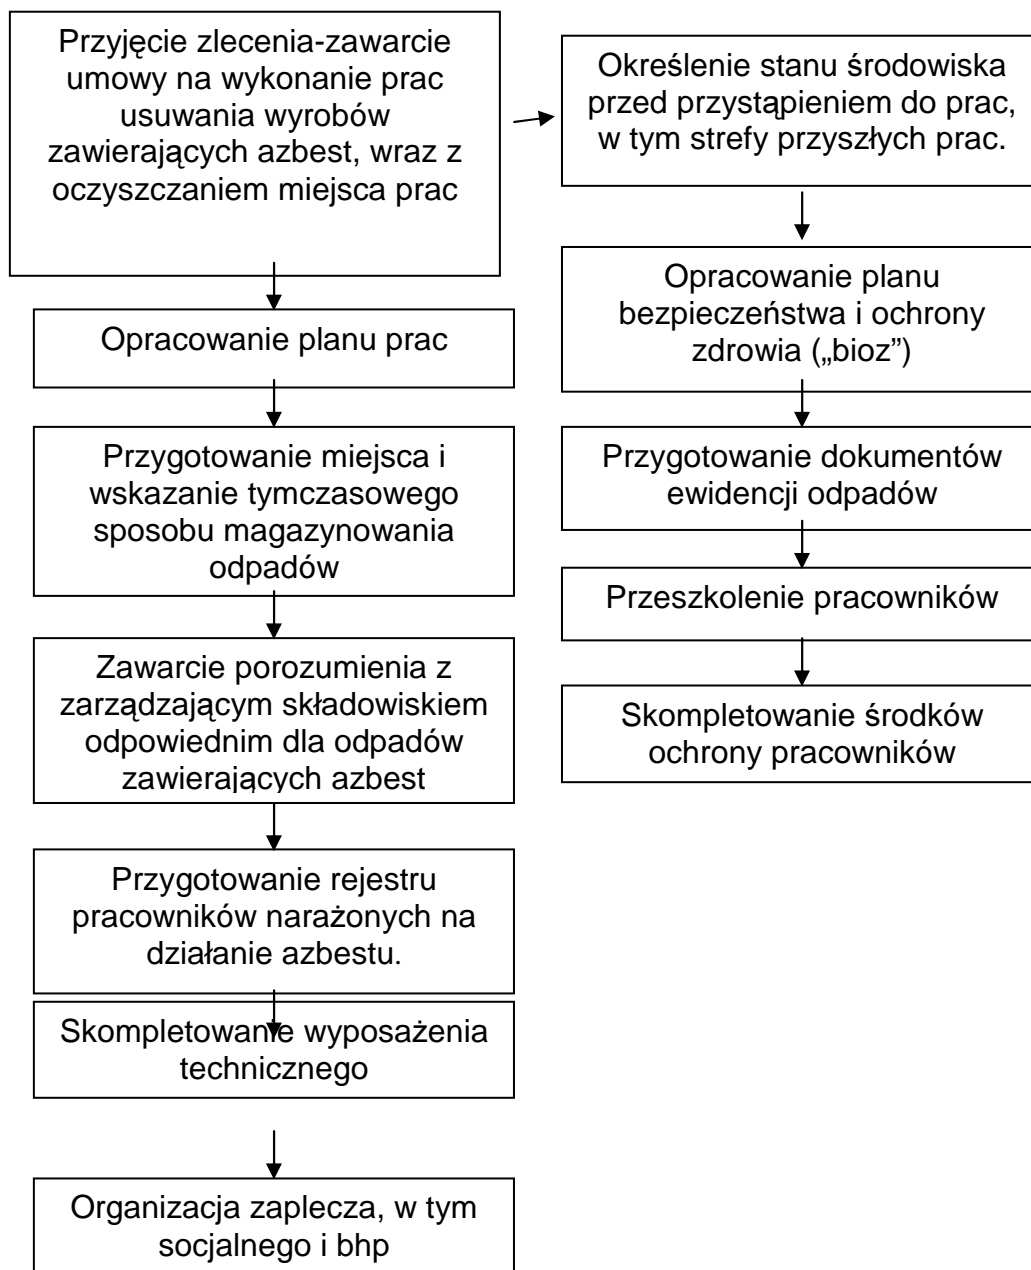 Przyjęcie zlecenia-zawarcie
umowy na wykonanie prac
usuwania wyrobów
zawierających azbest, wraz z
oczyszczaniem miejsca prac
Opracowanie planu prac
Przygotowanie miejsca i
wskazanie tymczasowego
sposobu magazynowania
odpadów
Zawarcie porozumienia z
zarządzającym składowiskiem
odpowiednim dla odpadów
zawierających azbest
Przygotowanie rejestru
pracowników narażonych na
działanie azbestu.
Skompletowanie wyposażenia
technicznego
Organizacja zaplecza, w tym
socjalnego i bhp
Określenie stanu środowiska
przed przystąpieniem do prac,
w tym strefy przyszłych prac.
Opracowanie planu
bezpieczeństwa i ochrony
zdrowia („bioz”)
Przygotowanie dokumentów
ewidencji odpadów
Przeszkolenie pracowników
Skompletowanie środków
ochrony pracowników